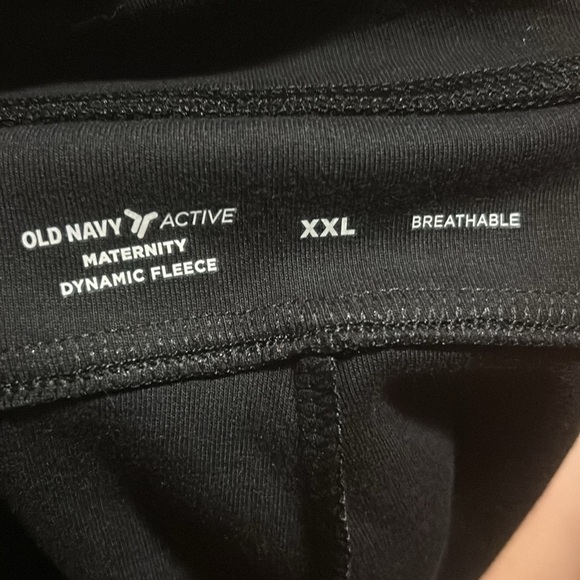 OLD NAVY ACTIVE
MATERNITY
DYNAMIC FLEECE
XXL
BREATHABLE